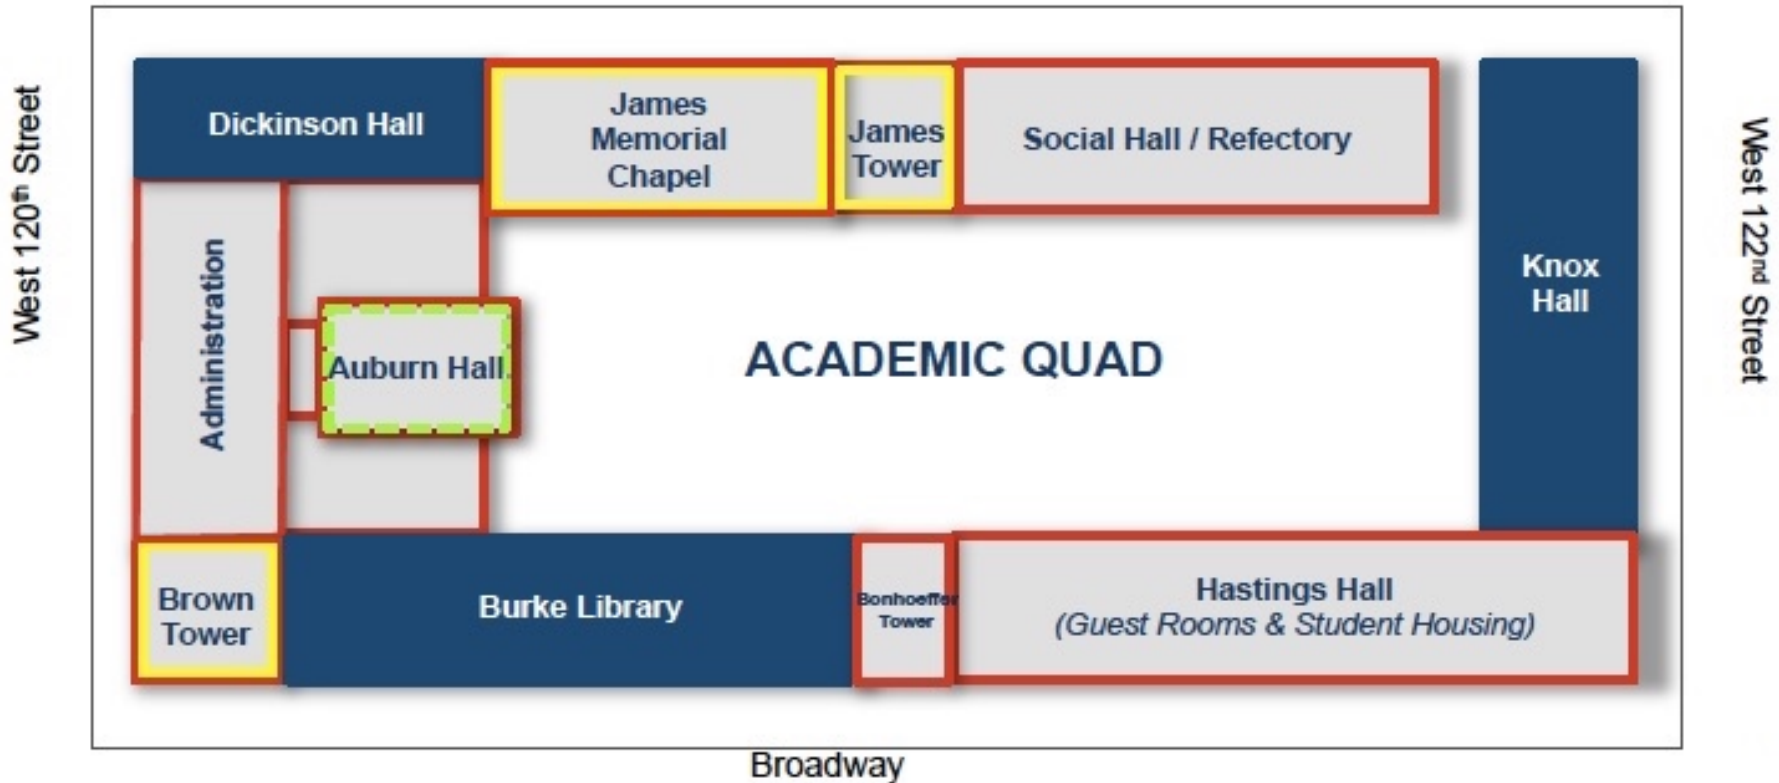 West 120th Street
Dickinson Hall
James
Memorial
Chapel
James
Tower
Social Hall / Refectory
Knox
Hall
West 122nd Street
Administration
Auburn Hall
ACADEMIC QUAD
Brown
Tower
Burke Library
Bonhoeffer
Tower
Hastings Hall
(Guest Rooms & Student Housing)
Broadway